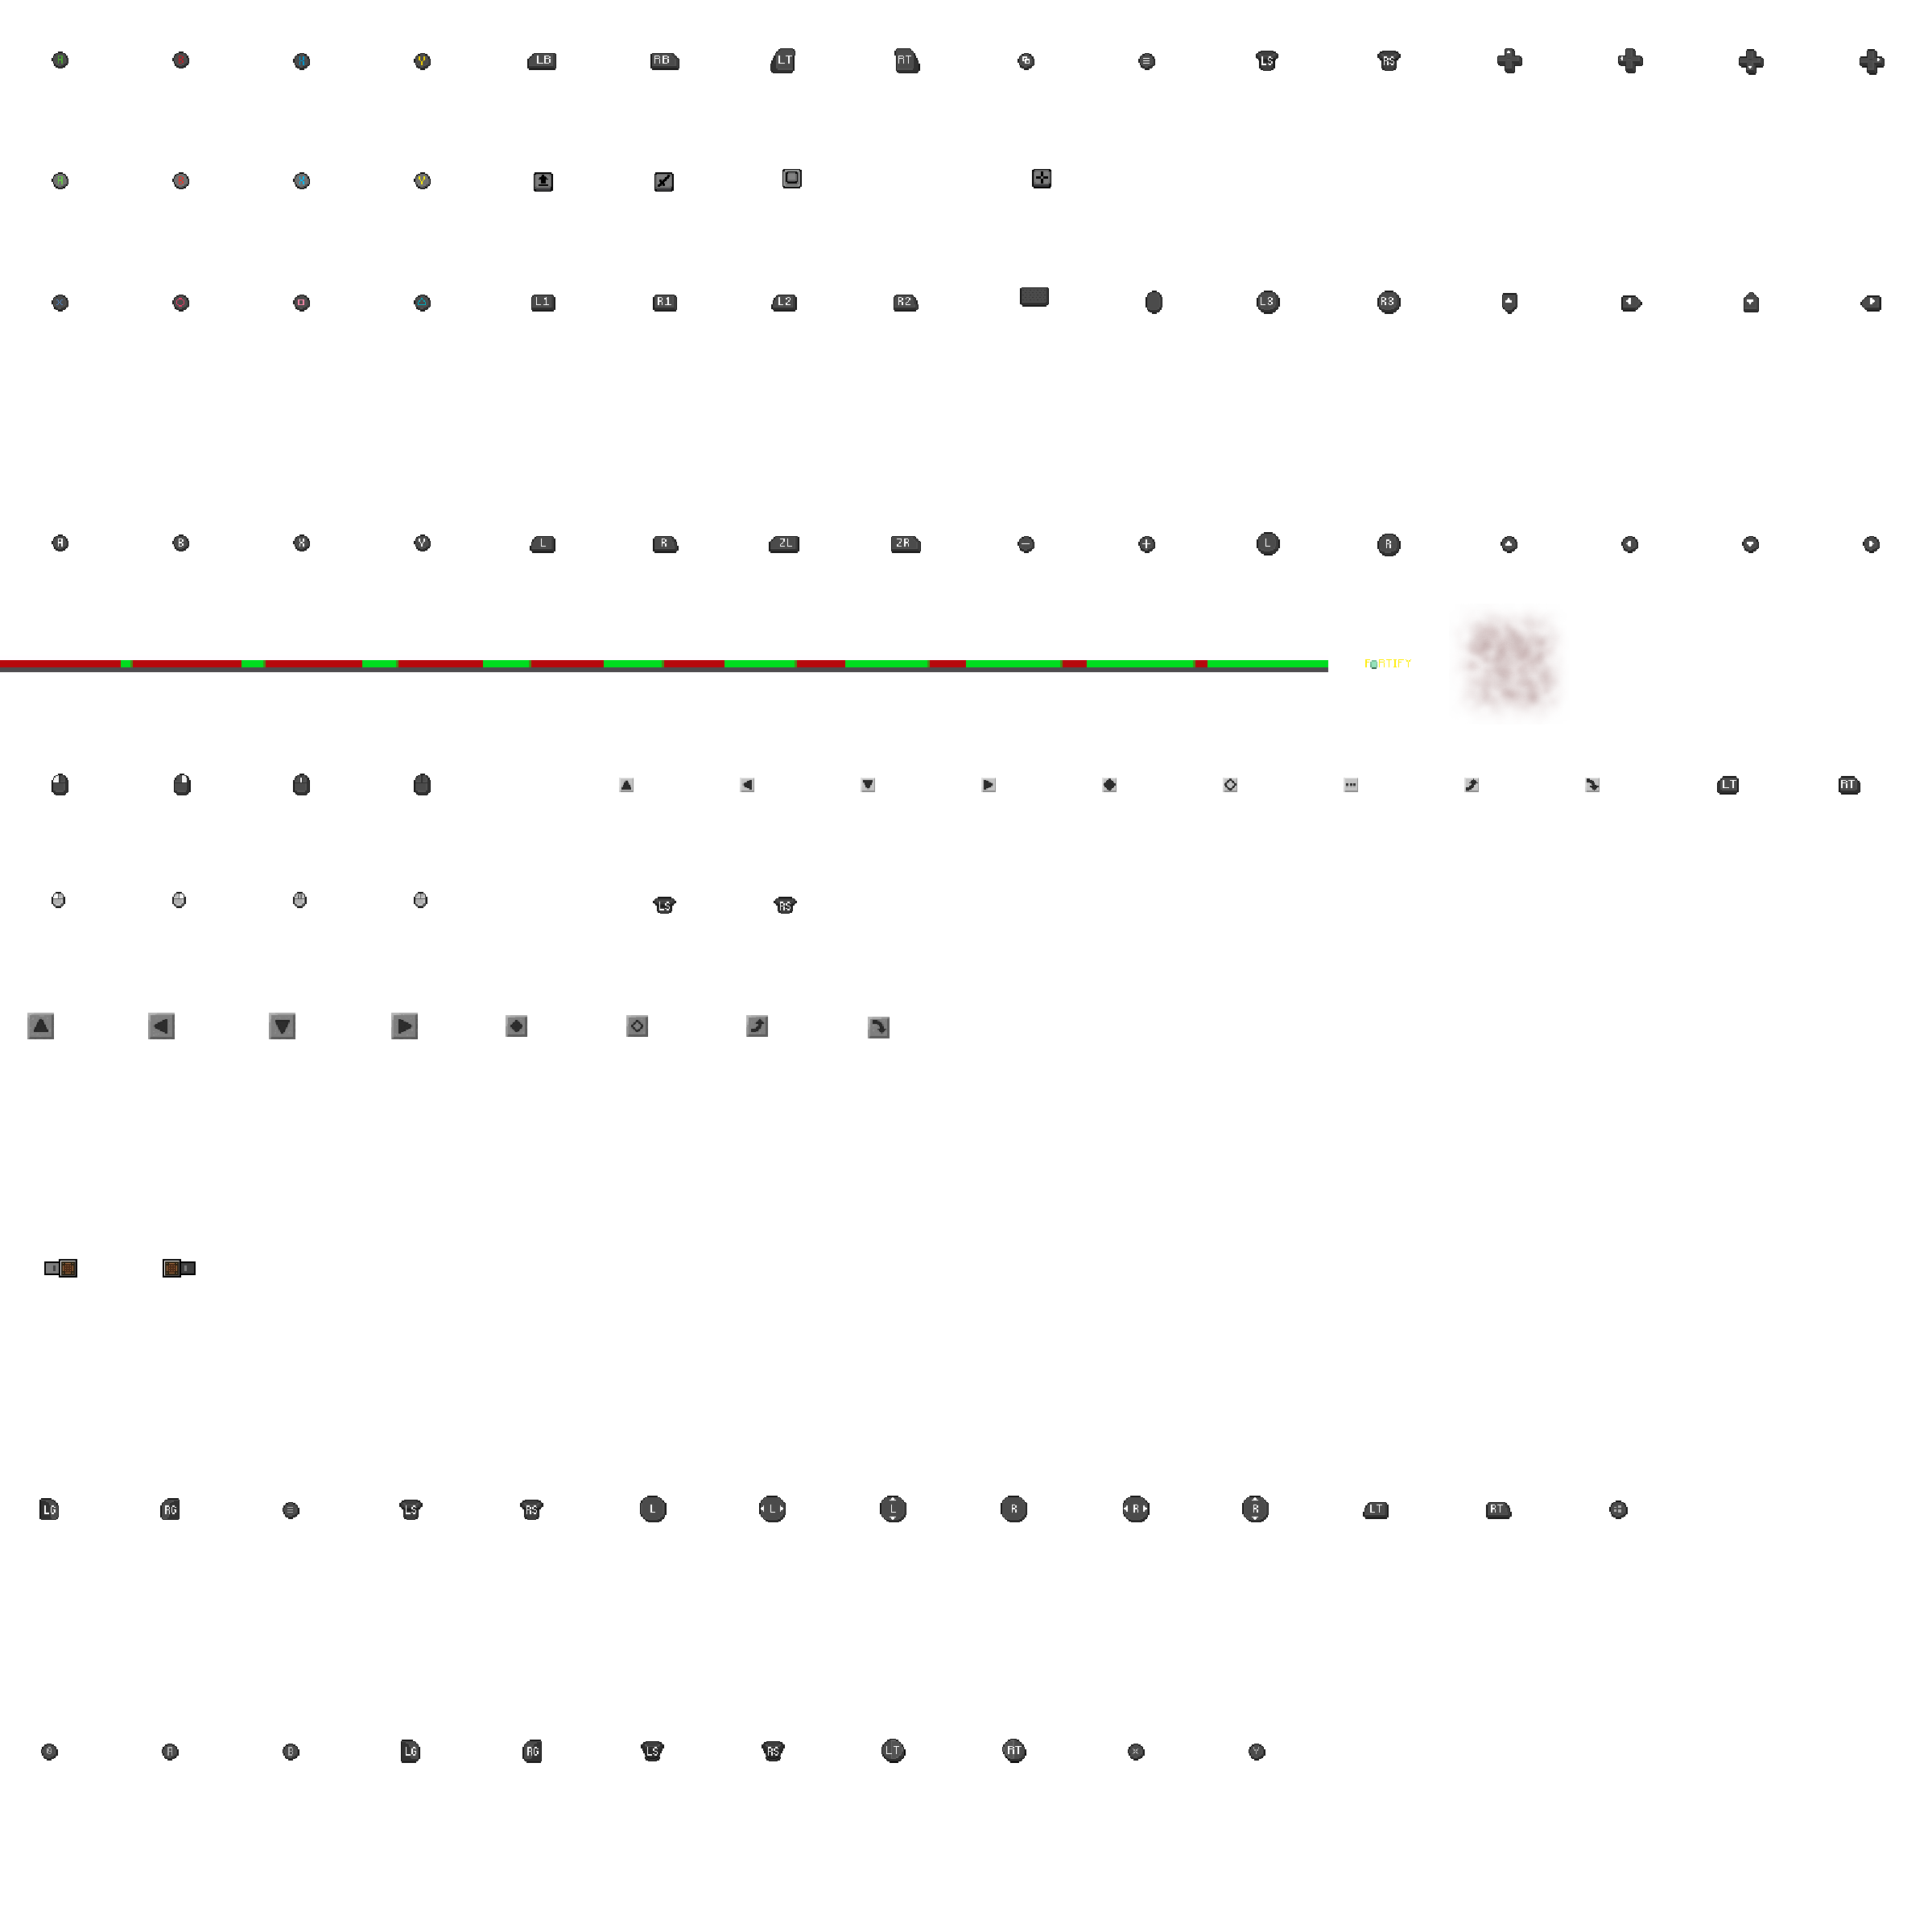 A X Y LB RB LT RT LS RS
A Y
L1 R1 L2 R2 L3 R3
A B X Y L R ZL ZR L R
FORTIFY
LT RT
LS RS
LG RG LS RS L L L R R R LT RT
A B LG RG LS RS LT RT X Y